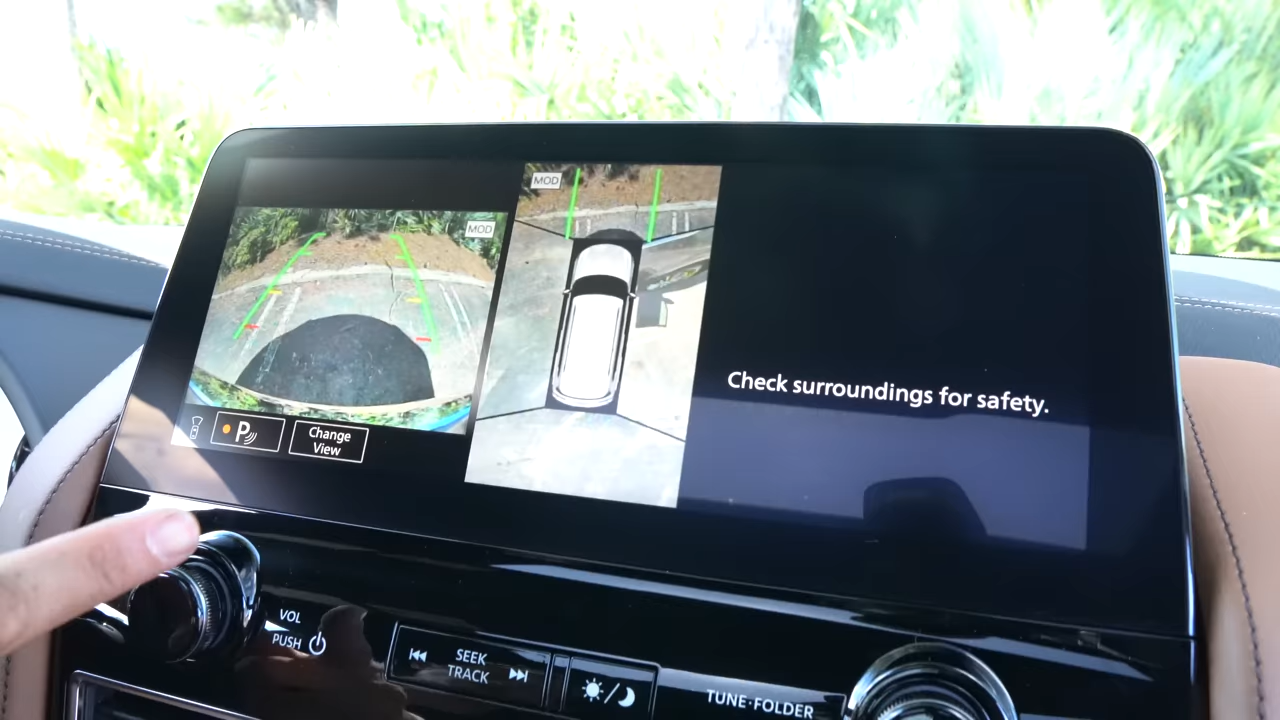 MOD
MOD
Check surroundings for safety.
P
Change
View
VOL
PUSH
SEEK
TRACK
TUNE·FOLDER